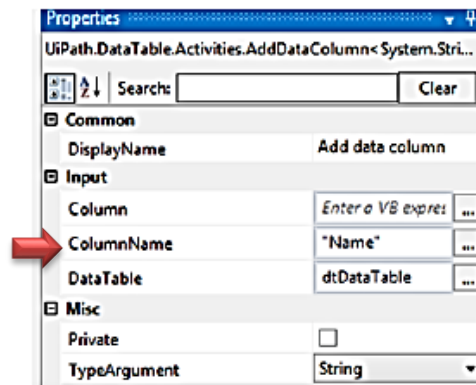 Properties
UiPath.DataTable.Activities.AddDataColumn<System.Stri...
Search: Clear
Common
DisplayName Add data column
Input
Column Enter a VB expres ...
ColumnName "Name" ...
DataTable dtDataTable ...
Misc
Private
TypeArgument String